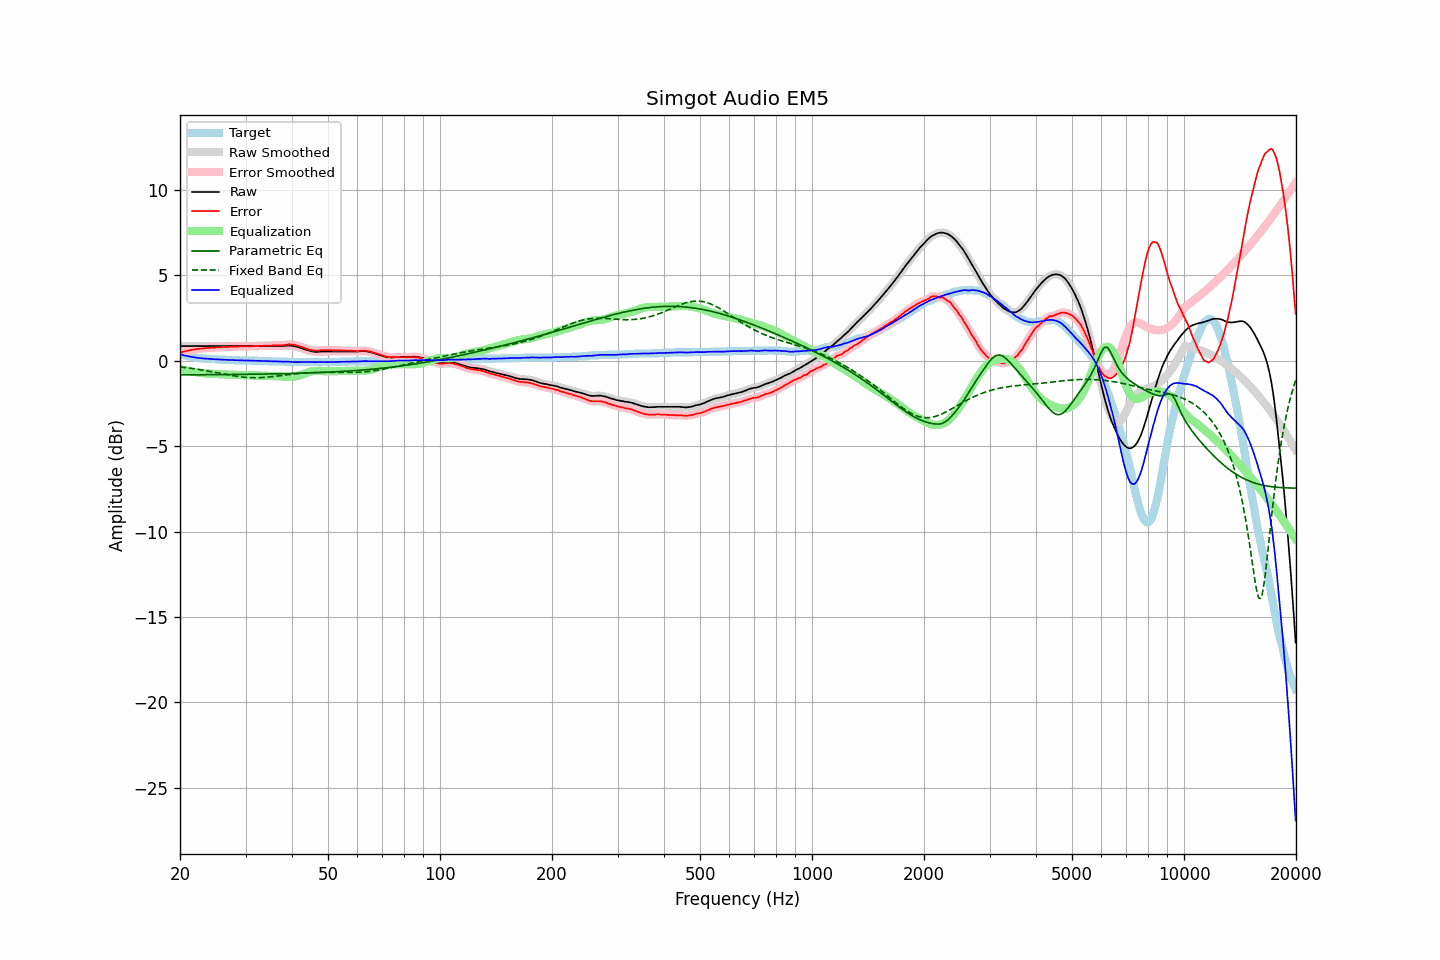 Simgot Audio EM5
Target
Raw Smoothed
Error Smoothed
Raw
Error
Equalization
Parametric Eq
Fixed Band Eq
Equalized
10
5
0
−5
−10
−15
−20
−25
Amplitude (dBr)
20 50 100 200 500 1000 2000 5000 10000 20000
Frequency (Hz)